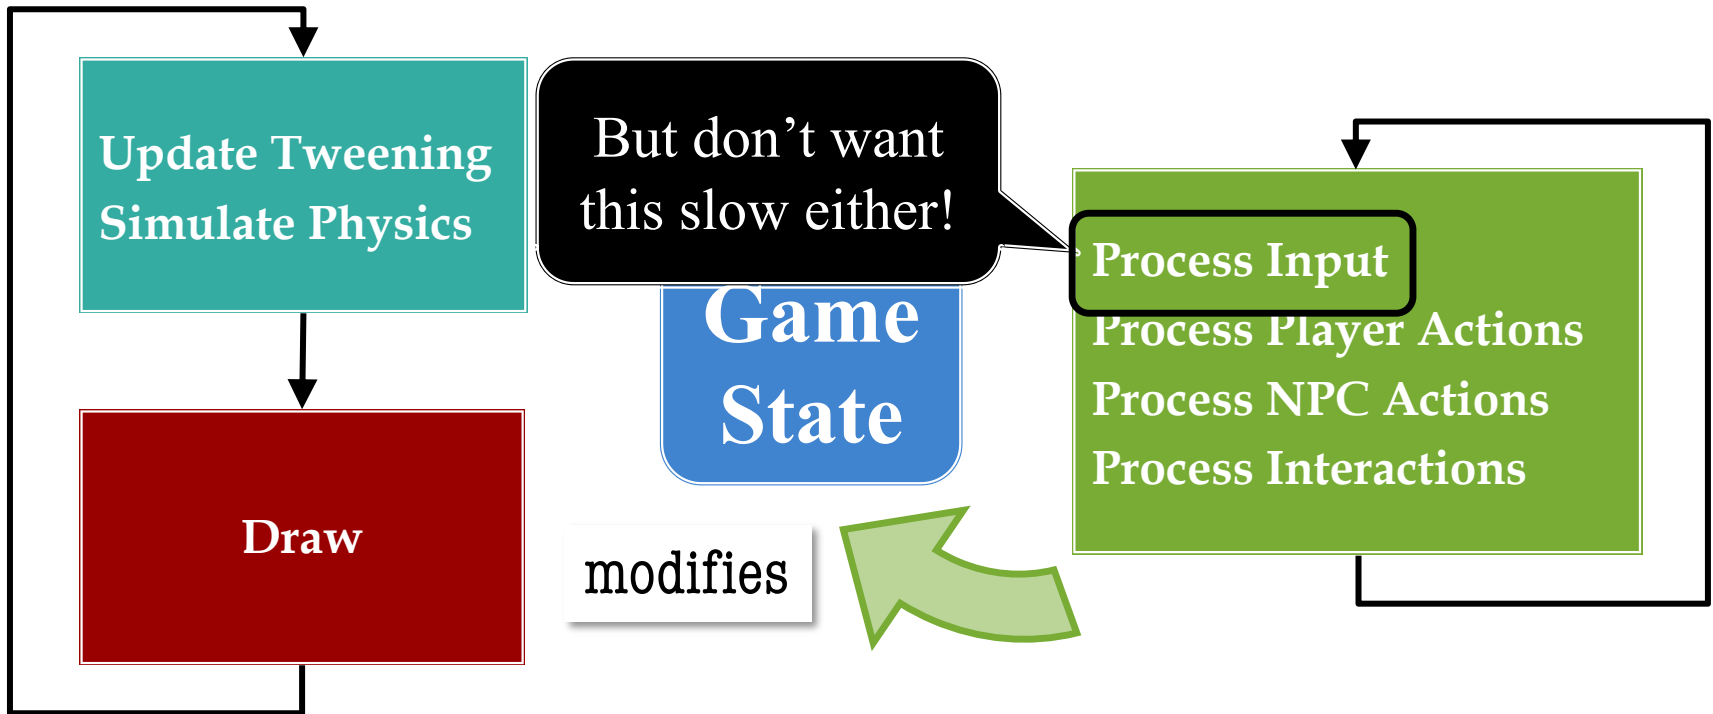 Update Tweening
Simulate Physics
Draw
But don’t want
this slow either!
Game
State
modifies
Process Input
Process Player Actions
Process NPC Actions
Process Interactions